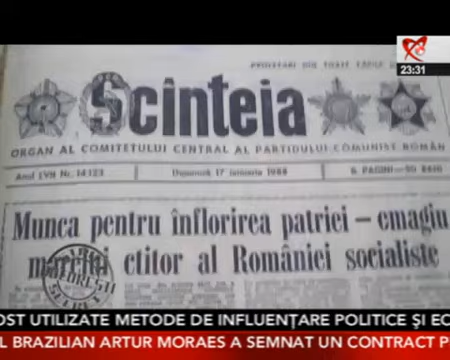 23:31
PROLETARI DIN TOATE ȚĂRILE
Scînteia
ORGAN AL COMITETULUI CENTRAL AL PARTIDULUI COMUNIST ROMÂN
Anul LVII Nr. 14123
Duminică 17 ianuarie 1988
6 PAGINI – 50 BANI
Munca pentru înflorirea patriei – omagiu
ctitor al României socialiste
OST UTILIZATE METODE DE INFLUENȚARE POLITICE ȘI EC
L BRAZILIAN ARTUR MORAES A SEMNAT UN CONTRACT P